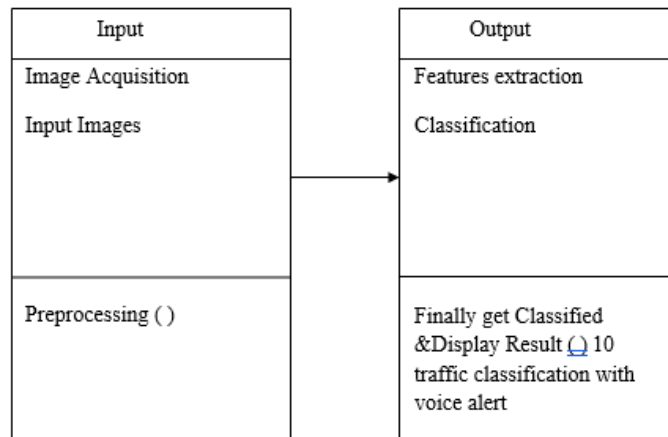 Input
Image Acquisition
Input Images
Preprocessing ( )
Output
Features extraction
Classification
Finally get Classified
&Display Result () 10
traffic classification with
voice alert